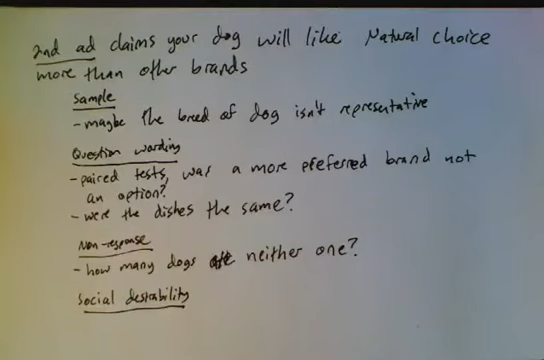 2nd ad claims your dog will like Natural Choice
more than other brands
Sample
- maybe the breed of dog isn't representative
Question wording
- paired tests, was a more preferred brand not
an option?
- were the dishes the same?
Non-response
- how many dogs ate neither one?
Social desirability